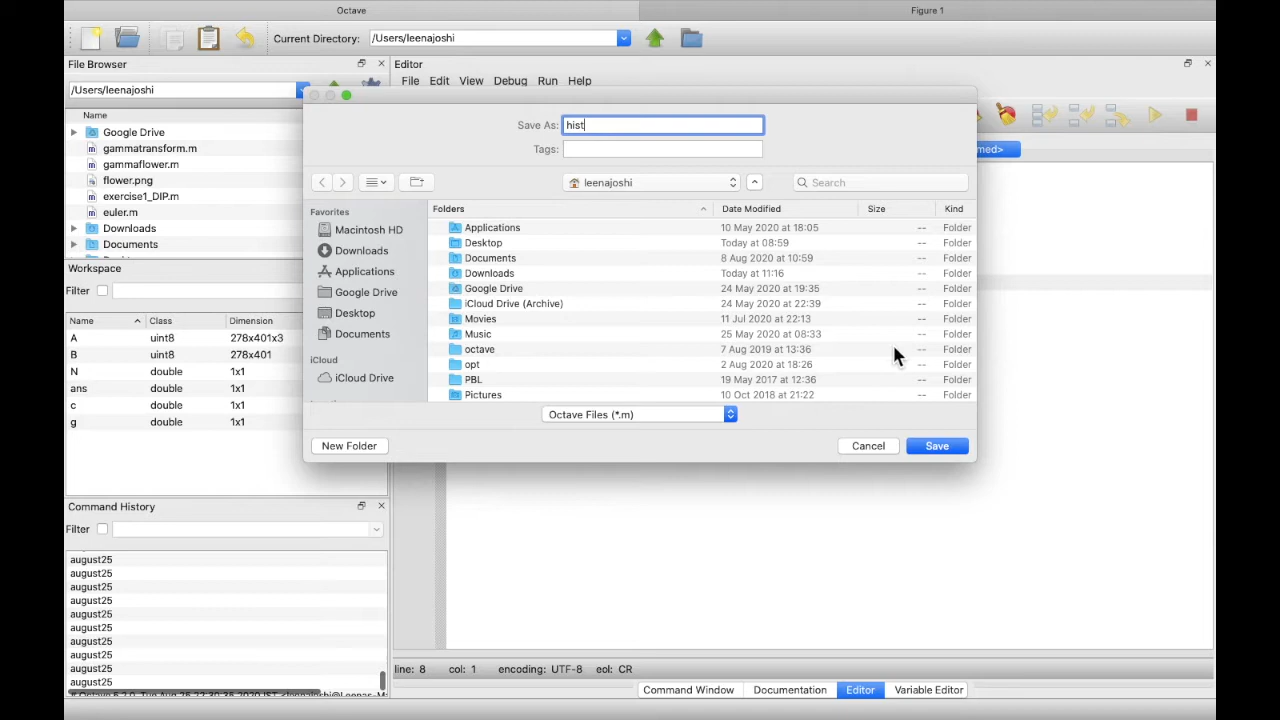 Octave
Figure 1
Current Directory: /Users/leenajoshi
File Browser
Editor
/Users/leenajoshi
File Edit View Debug Run Help
Name
Google Drive
gammatransform.m
gammaflower.m
flower.png
exercise1_DIP.m
euler.m
Downloads
Documents
Workspace
Filter
Name Class Dimension
A uint8 278x401x3
B uint8 278x401
N double 1x1
ans double 1x1
c double 1x1
g double 1x1
Save As: hist
Tags:
leenajoshi
Search
Favorites
Macintosh HD
Downloads
Applications
Google Drive
Desktop
Documents
iCloud
iCloud Drive
Folders Date Modified Size Kind
Applications 10 May 2020 at 18:05 -- Folder
Desktop Today at 08:59 -- Folder
Documents 8 Aug 2020 at 10:59 -- Folder
Downloads Today at 11:16 -- Folder
Google Drive 24 May 2020 at 19:35 -- Folder
iCloud Drive (Archive) 24 May 2020 at 22:39 -- Folder
Movies 11 Jul 2020 at 22:13 -- Folder
Music 25 May 2020 at 08:33 -- Folder
octave 7 Aug 2019 at 13:36 -- Folder
opt 2 Aug 2020 at 18:26 -- Folder
PBL 19 May 2017 at 12:36 -- Folder
Pictures 10 Oct 2018 at 21:22 -- Folder
Octave Files (*.m)
New Folder
Cancel
Save
med>
Command History
Filter
august25
august25
august25
august25
august25
august25
august25
august25
august25
august25
line: 8 col: 1 encoding: UTF-8 eol: CR
Command Window Documentation Editor Variable Editor